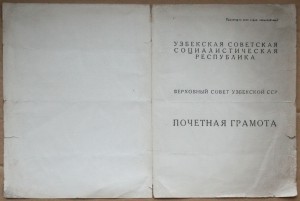 УЗБЕКСКАЯ СОВЕТСКАЯ
СОЦИАЛИСТИЧЕСКАЯ
РЕСПУБЛИКА
ВЕРХОВНЫЙ СОВЕТ УЗБЕКСКОЙ ССР
ПОЧЕТНАЯ ГРАМОТА